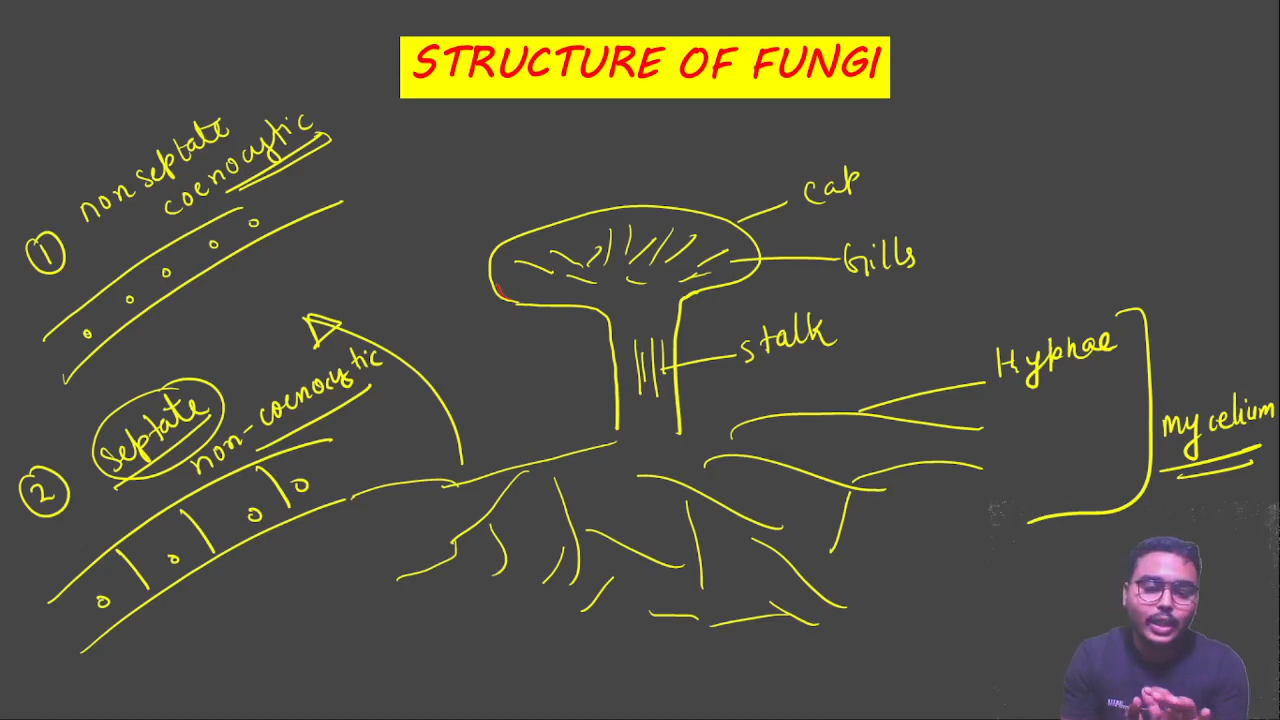 STRUCTURE OF FUNGI
non septate
coenocytic
1
cap
Gills
stalk
Hyphae
mycelium
septate
non-coenocytic
2